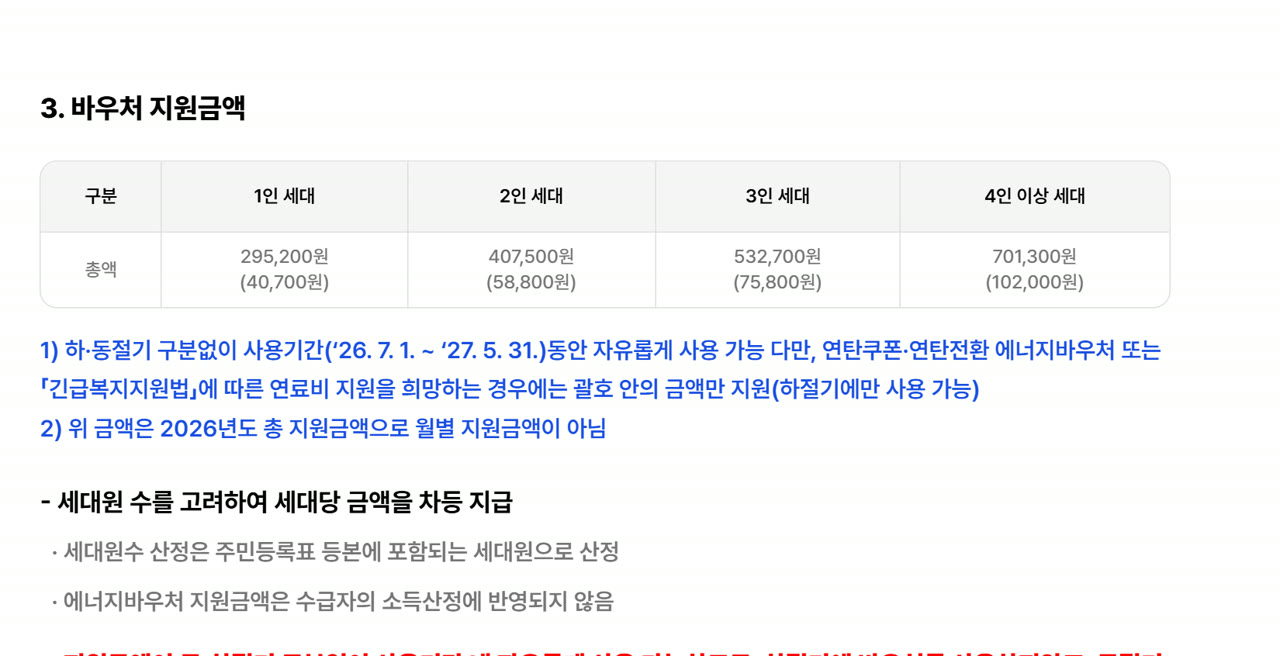 3. 바우처 지원금액
구분 1인 세대 2인 세대 3인 세대 4인 이상 세대
총액 295,200원 407,500원 532,700원 701,300원
(40,700원) (58,800원) (75,800원) (102,000원)
1) 하·동절기 구분없이 사용기간(‘26. 7. 1. ~ ‘27. 5. 31.)동안 자유롭게 사용 가능 다만, 연탄쿠폰·연탄전환 에너지바우처 또는
「긴급복지지원법」에 따른 연료비 지원을 희망하는 경우에는 괄호 안의 금액만 지원(하절기에만 사용 가능)
2) 위 금액은 2026년도 총 지원금액으로 월별 지원금액이 아님
- 세대원 수를 고려하여 세대당 금액을 차등 지급
· 세대원수 산정은 주민등록표 등본에 포함되는 세대원으로 산정
· 에너지바우처 지원금액은 수급자의 소득산정에 반영되지 않음